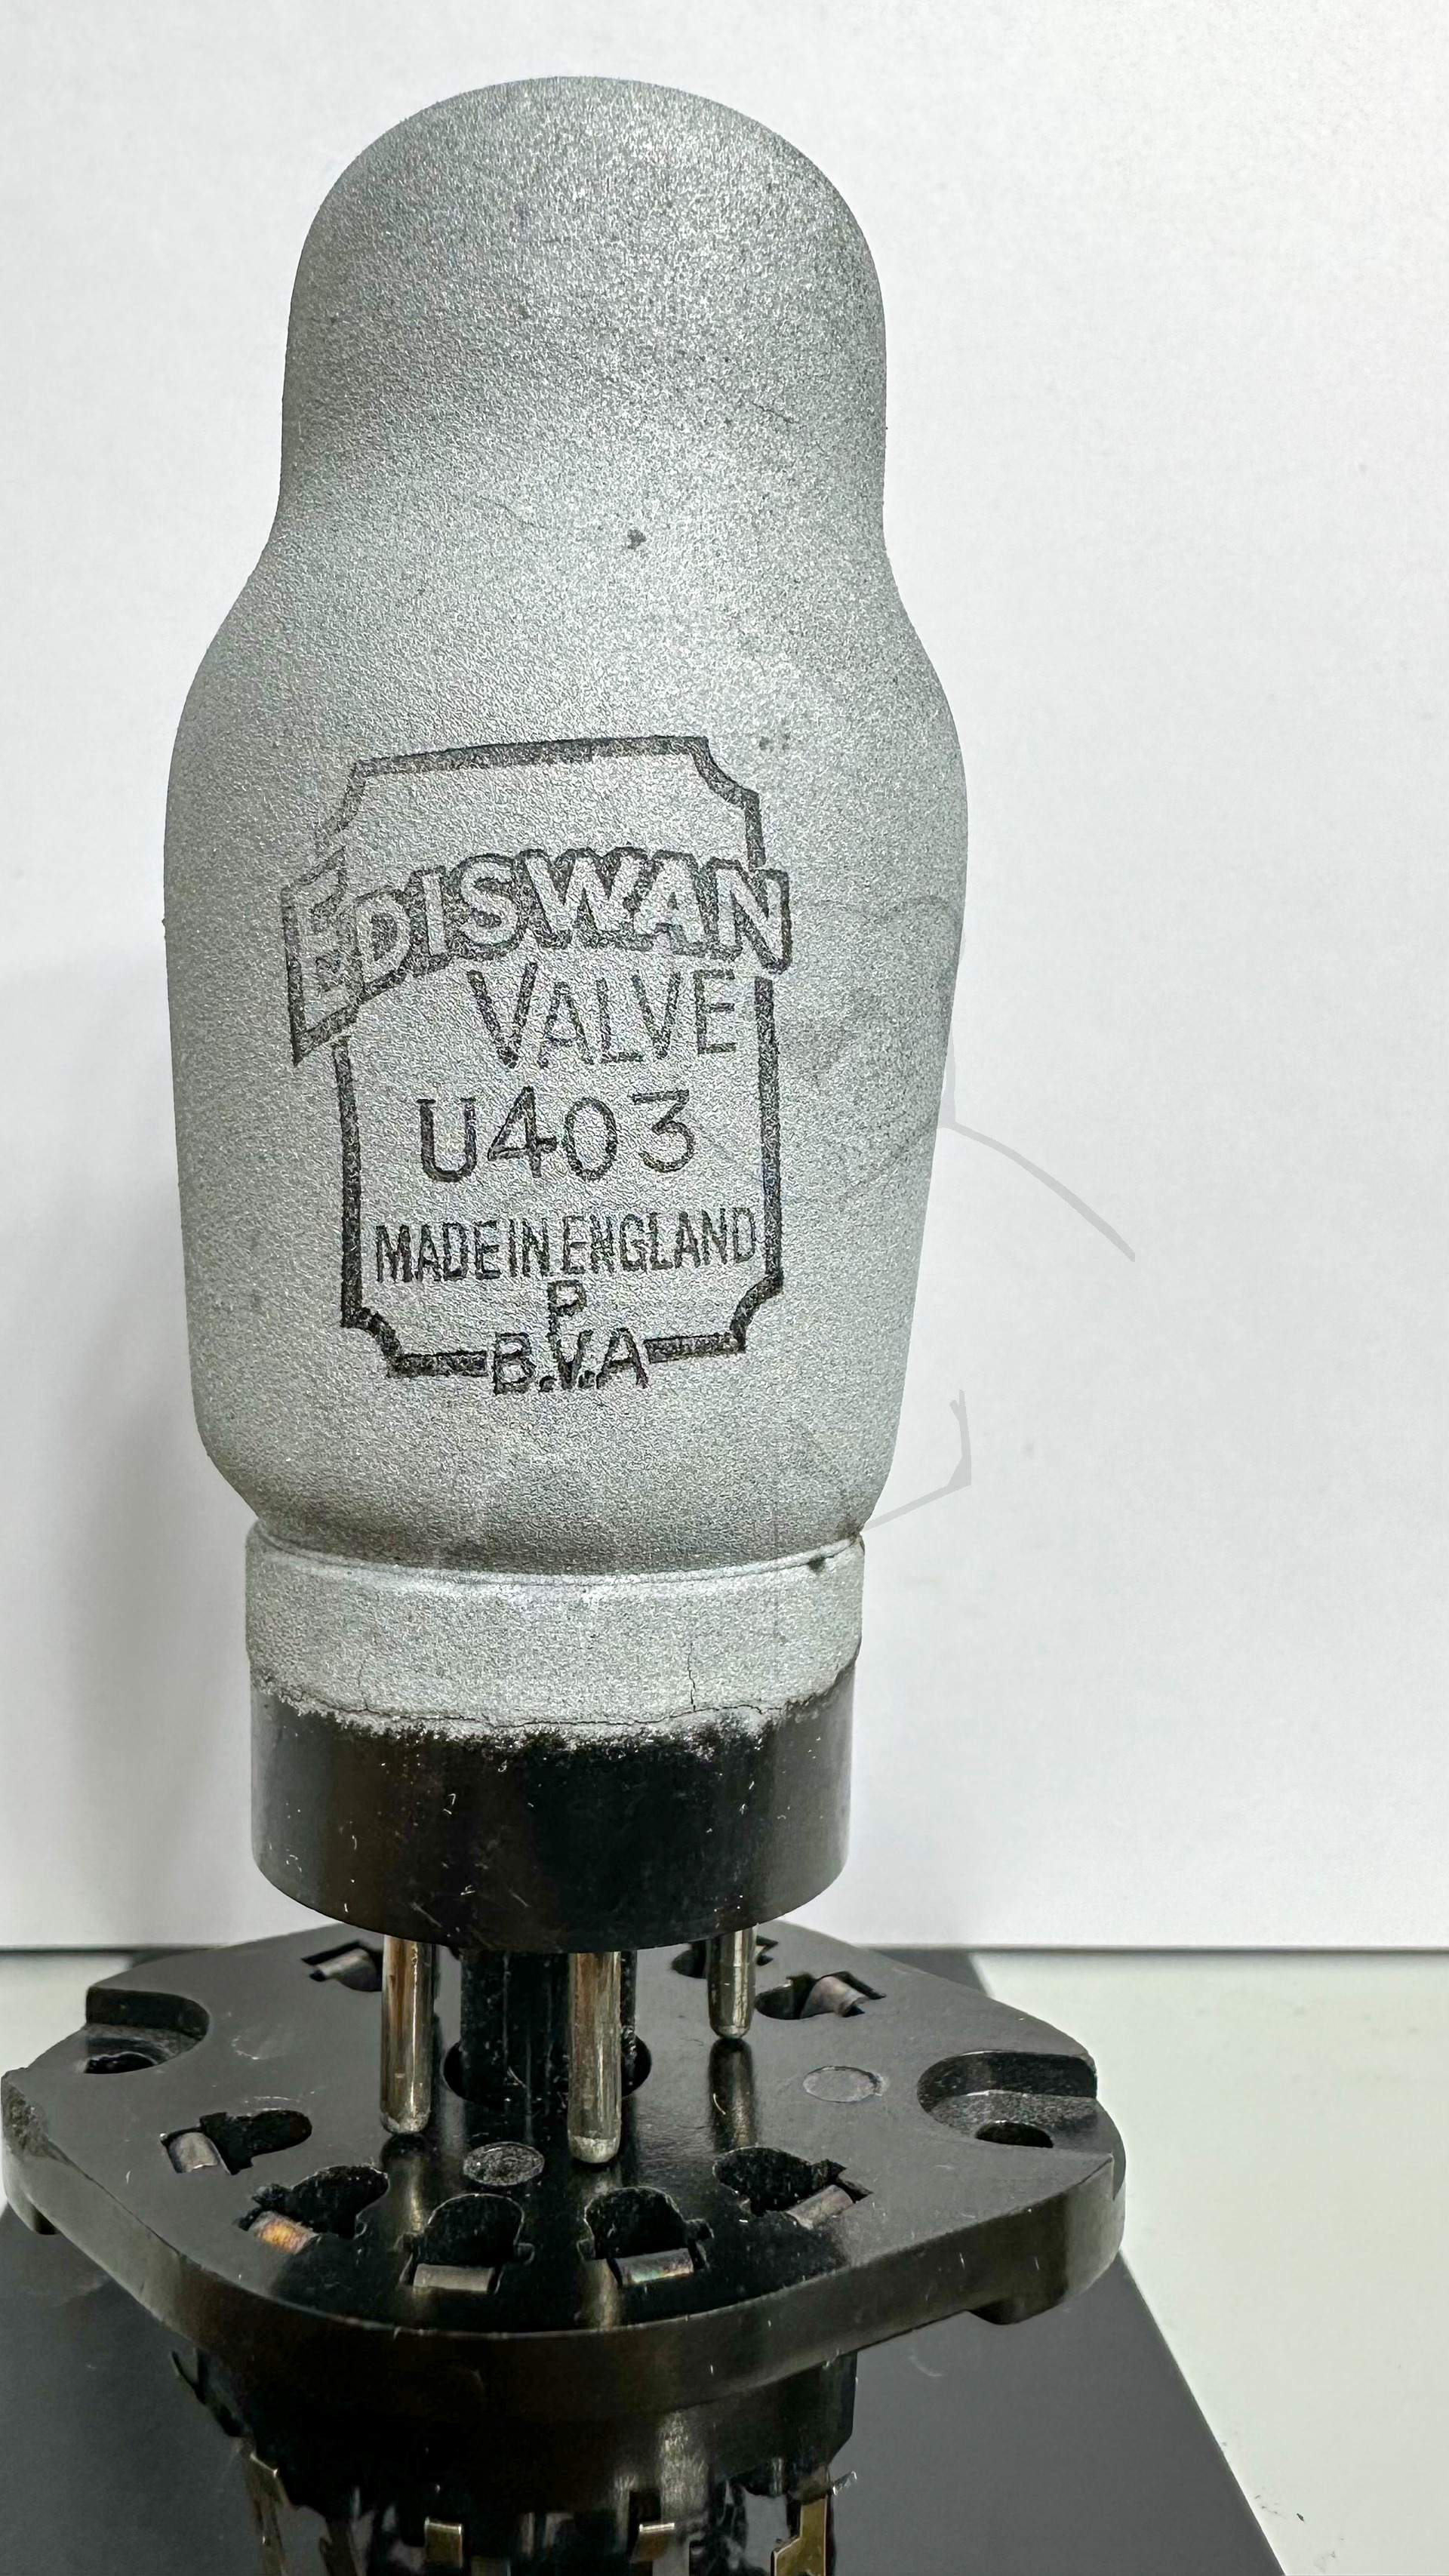 EDISWAN
VALVE
U403
MADE IN ENGLAND
P
B.V.A